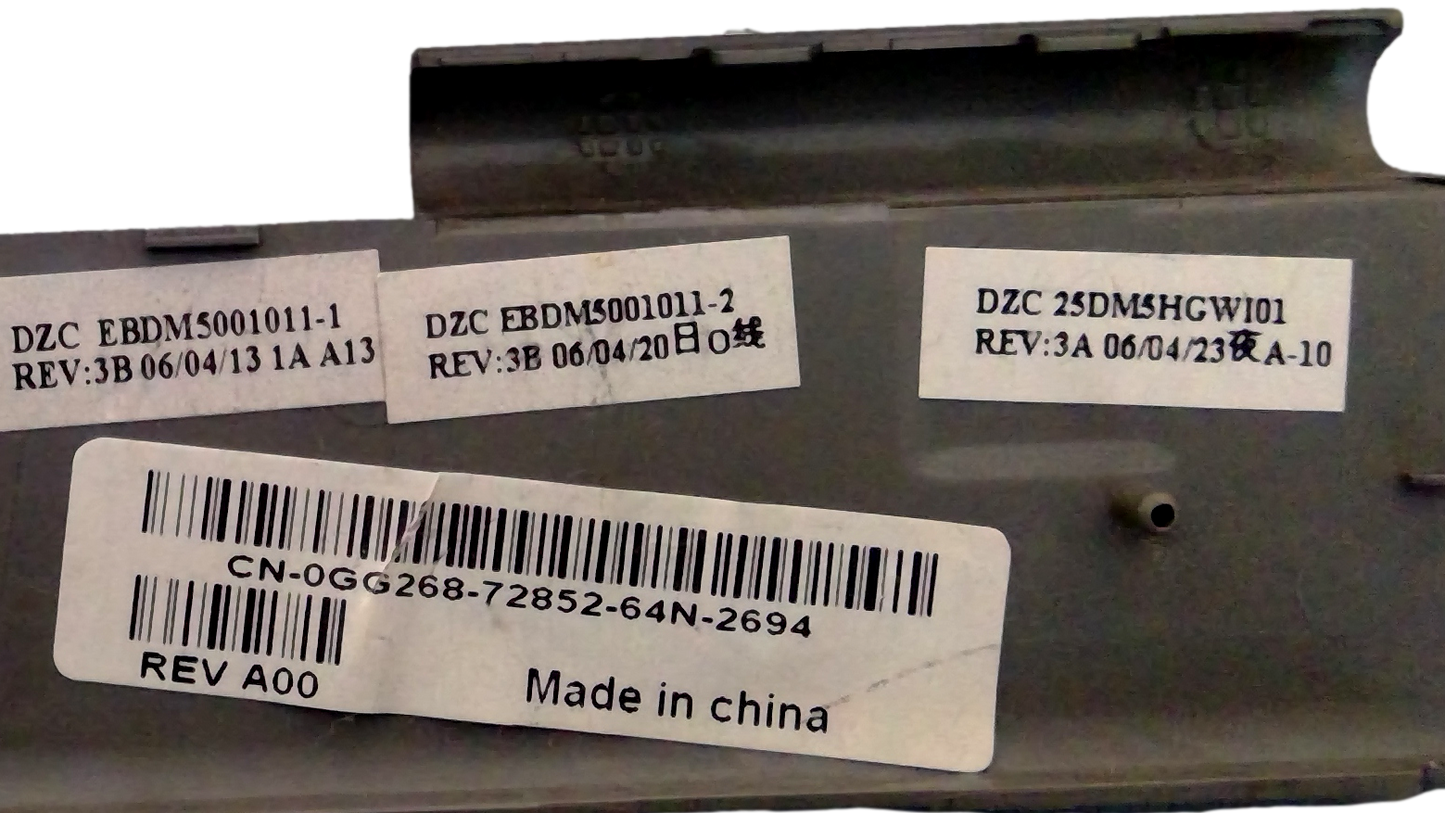 DZC EBDM5001011-1
REV:3B 06/04/13 1A A13
DZC EBDM5001011-2
REV:3B 06/04/20日O线
DZC 25DM5HGWI01
REV:3A 06/04/23夜A-10
CN-0GG268-72852-64N-2694
REV A00
Made in china